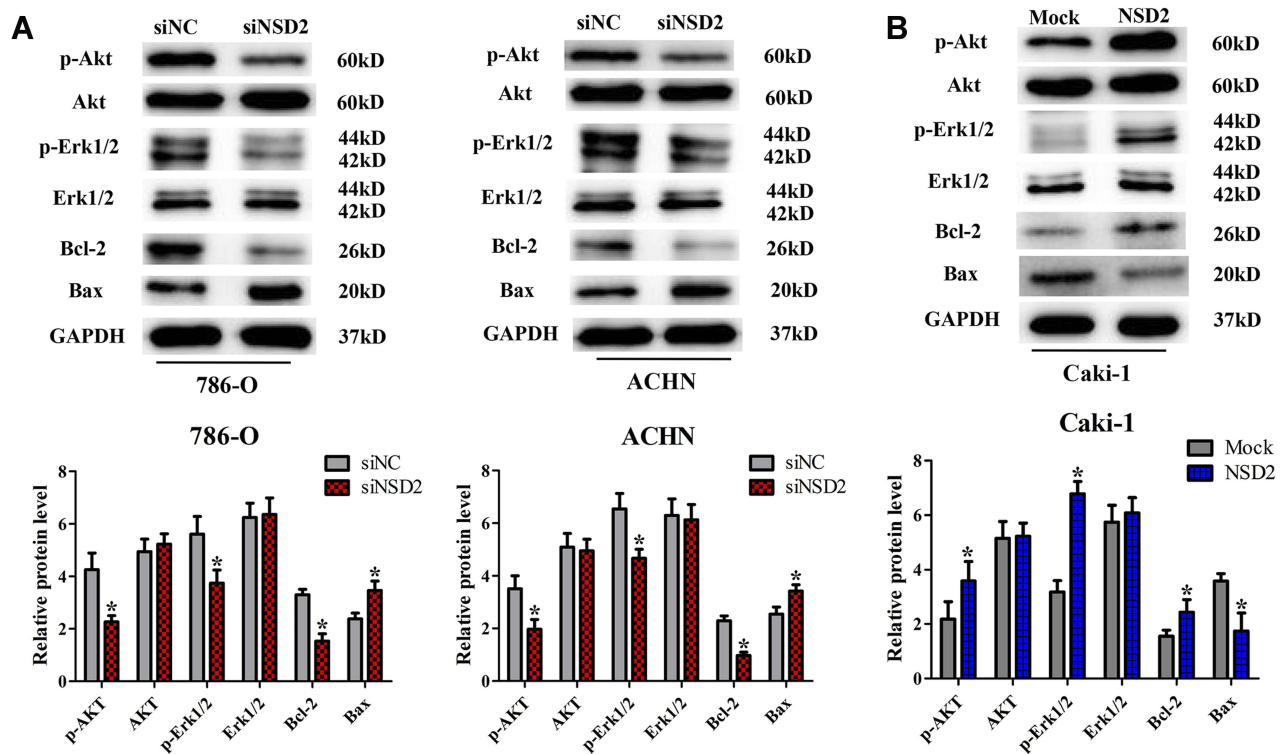 A
siNC siNSD2
p-Akt 60kD
Akt 60kD
p-Erk1/2 44kD
42kD
Erk1/2 44kD
42kD
Bcl-2 26kD
Bax 20kD
GAPDH 37kD
786-O
siNC siNSD2
p-Akt 60kD
Akt 60kD
p-Erk1/2 44kD
42kD
Erk1/2 44kD
42kD
Bcl-2 26kD
Bax 20kD
GAPDH 37kD
ACHN
B
Mock NSD2
p-Akt 60kD
Akt 60kD
p-Erk1/2 44kD
42kD
Erk1/2 44kD
42kD
Bcl-2 26kD
Bax 20kD
GAPDH 37kD
Caki-1
786-O
siNC
siNSD2
Relative protein level
8
6
4
2
0
* * * *
p-AKT AKT p-Erk1/2 Erk1/2 Bcl-2 Bax
ACHN
siNC
siNSD2
Relative protein level
8
6
4
2
0
* * * *
p-AKT AKT p-Erk1/2 Erk1/2 Bcl-2 Bax
Caki-1
Mock
NSD2
Relative protein level
8
6
4
2
0
* * * *
p-AKT AKT p-Erk1/2 Erk1/2 Bcl-2 Bax